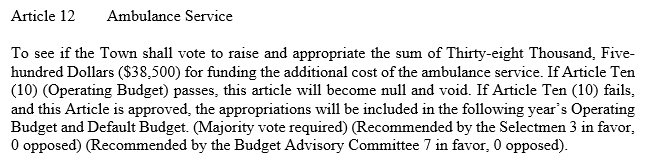 Article 12 Ambulance Service
To see if the Town shall vote to raise and appropriate the sum of Thirty-eight Thousand, Five-
hundred Dollars ($38,500) for funding the additional cost of the ambulance service. If Article Ten
(10) (Operating Budget) passes, this article will become null and void. If Article Ten (10) fails,
and this Article is approved, the appropriations will be included in the following year's Operating
Budget and Default Budget. (Majority vote required) (Recommended by the Selectmen 3 in favor,
0 opposed) (Recommended by the Budget Advisory Committee 7 in favor, 0 opposed).